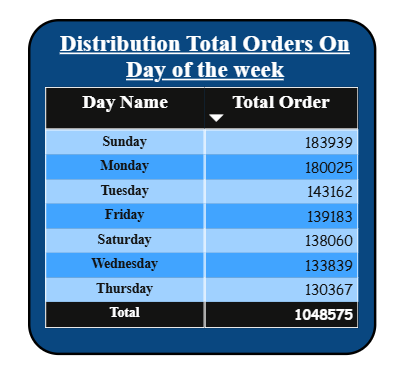 Distribution Total Orders On
Day of the week
Day Name Total Order
Sunday 183939
Monday 180025
Tuesday 143162
Friday 139183
Saturday 138060
Wednesday 133839
Thursday 130367
Total 1048575